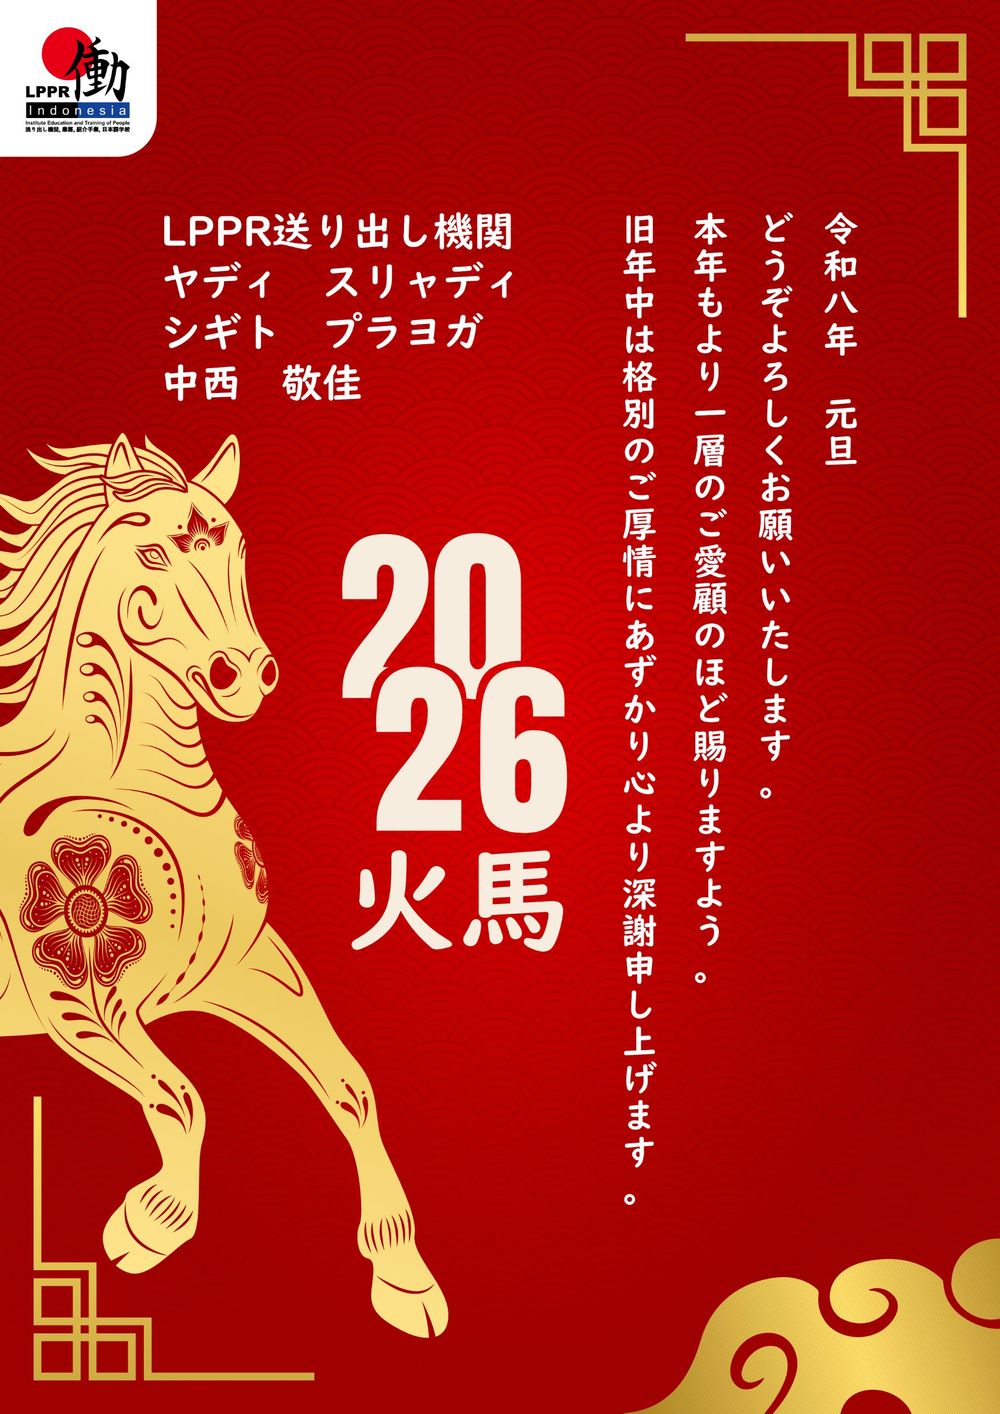 働
LPPR
Indonesia
Institute Education and Training of People
LPPR送り出し機関
ヤディ　スリャディ
シギト　プラヨガ
中西　敬佳
旧年中は格別のご厚情にあずかり心より深謝申し上げます。
本年もより一層のご愛顧のほど賜りますよう。
どうぞよろしくお願いいたします。
令和八年　元旦
20
26
火馬